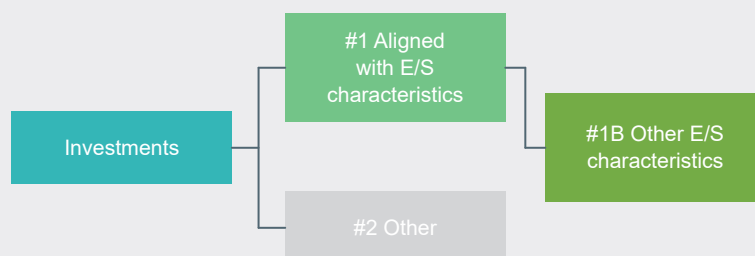 #1 Aligned
with E/S
characteristics
Investments
#1B Other E/S
characteristics
#2 Other